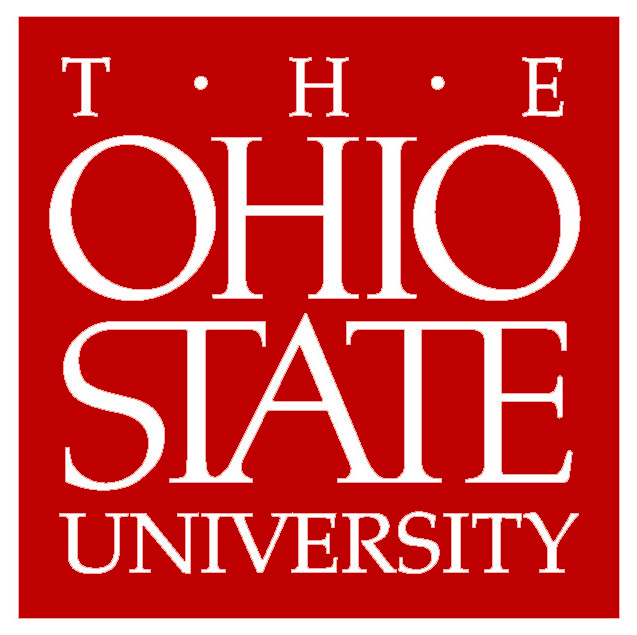 T · H · E
OHIO
STATE
UNIVERSITY